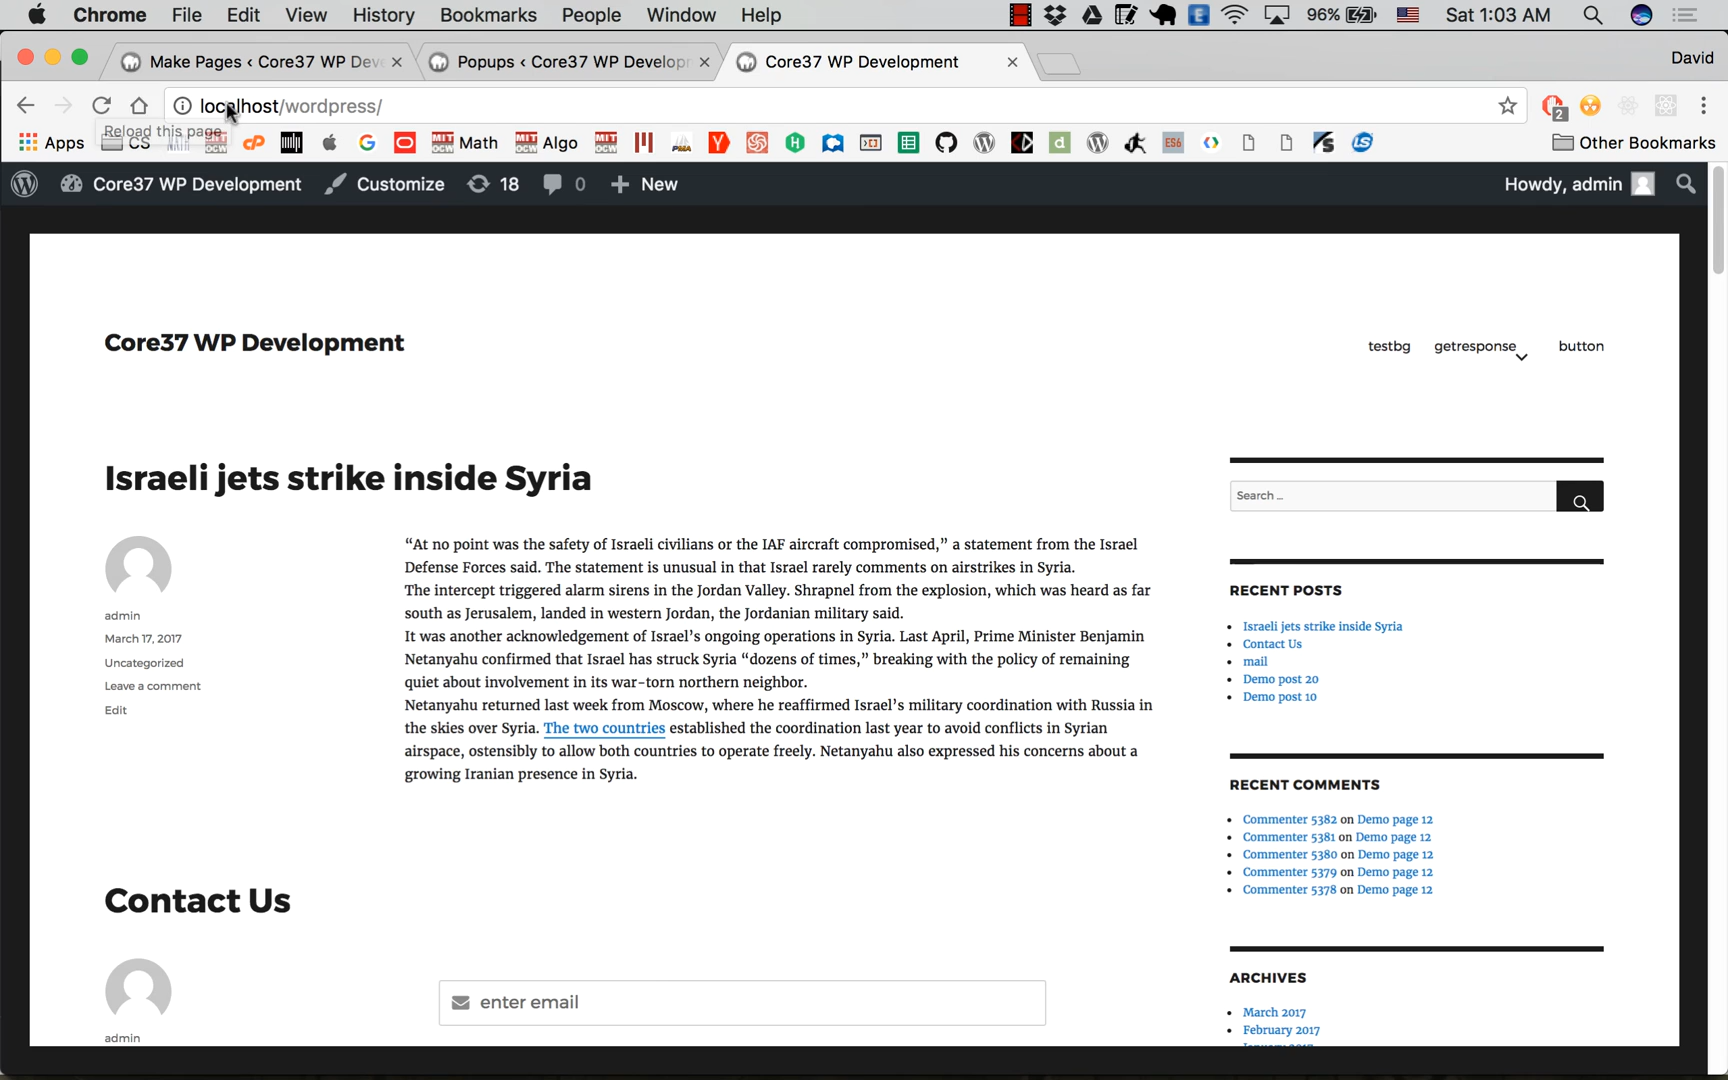 Chrome File Edit View History Bookmarks People Window Help 96% Sat 1:03 AM
Make Pages ‹ Core37 WP Dev Popups ‹ Core37 WP Develop Core37 WP Development David
localhost/wordpress/ 2
Reload this page
Apps CS MATH MIT OCW cP G MIT OCW Math MIT OCW Algo MIT OCW PMA Y d ES6 LS Other Bookmarks
Core37 WP Development Customize 18 0 New Howdy, admin
Core37 WP Development
testbg getresponse button
Israeli jets strike inside Syria
admin
March 17, 2017
Uncategorized
Leave a comment
Edit
“At no point was the safety of Israeli civilians or the IAF aircraft compromised,” a statement from the Israel
Defense Forces said. The statement is unusual in that Israel rarely comments on airstrikes in Syria.
The intercept triggered alarm sirens in the Jordan Valley. Shrapnel from the explosion, which was heard as far
south as Jerusalem, landed in western Jordan, the Jordanian military said.
It was another acknowledgement of Israel’s ongoing operations in Syria. Last April, Prime Minister Benjamin
Netanyahu confirmed that Israel has struck Syria “dozens of times,” breaking with the policy of remaining
quiet about involvement in its war-torn northern neighbor.
Netanyahu returned last week from Moscow, where he reaffirmed Israel’s military coordination with Russia in
the skies over Syria. The two countries established the coordination last year to avoid conflicts in Syrian
airspace, ostensibly to allow both countries to operate freely. Netanyahu also expressed his concerns about a
growing Iranian presence in Syria.
Contact Us
admin
enter email
Search …
RECENT POSTS
Israeli jets strike inside Syria
Contact Us
mail
Demo post 20
Demo post 10
RECENT COMMENTS
Commenter 5382 on Demo page 12
Commenter 5381 on Demo page 12
Commenter 5380 on Demo page 12
Commenter 5379 on Demo page 12
Commenter 5378 on Demo page 12
ARCHIVES
March 2017
February 2017